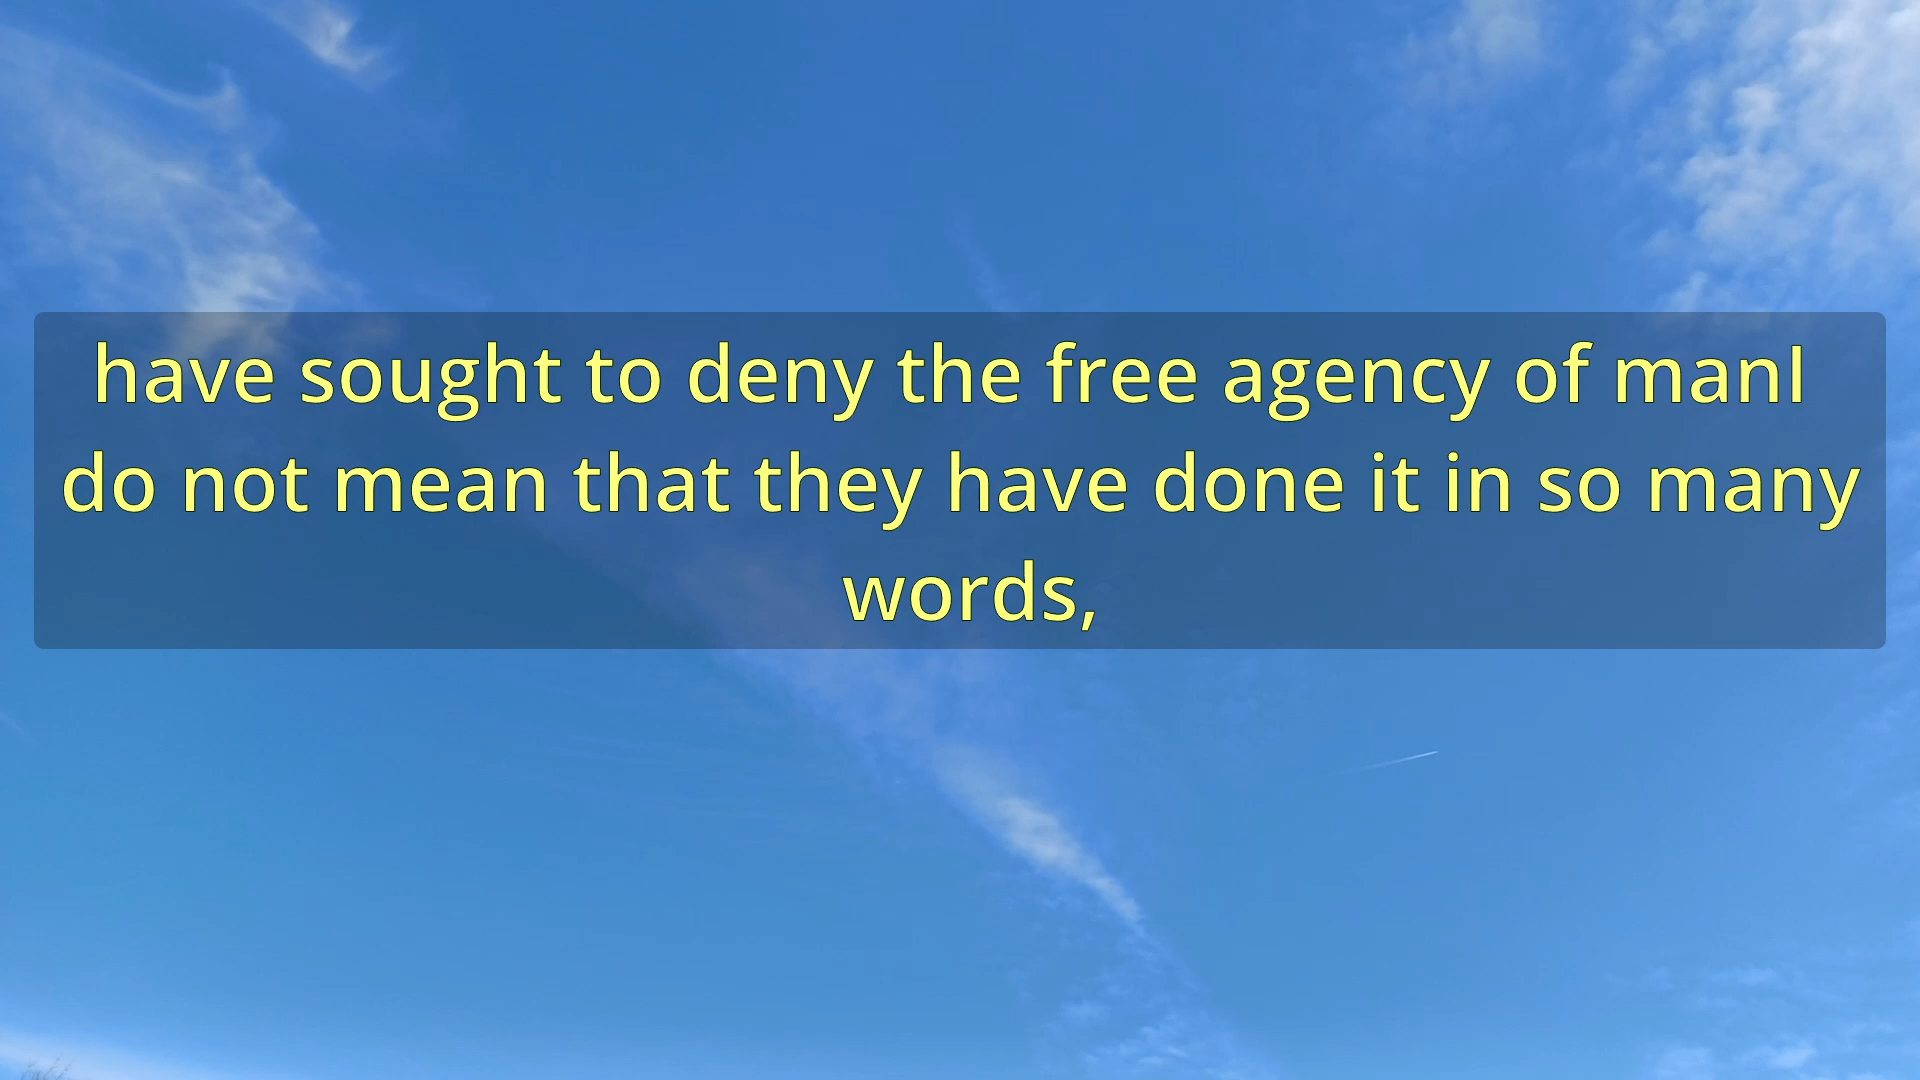 have sought to deny the free agency of manI
do not mean that they have done it in so many
words,